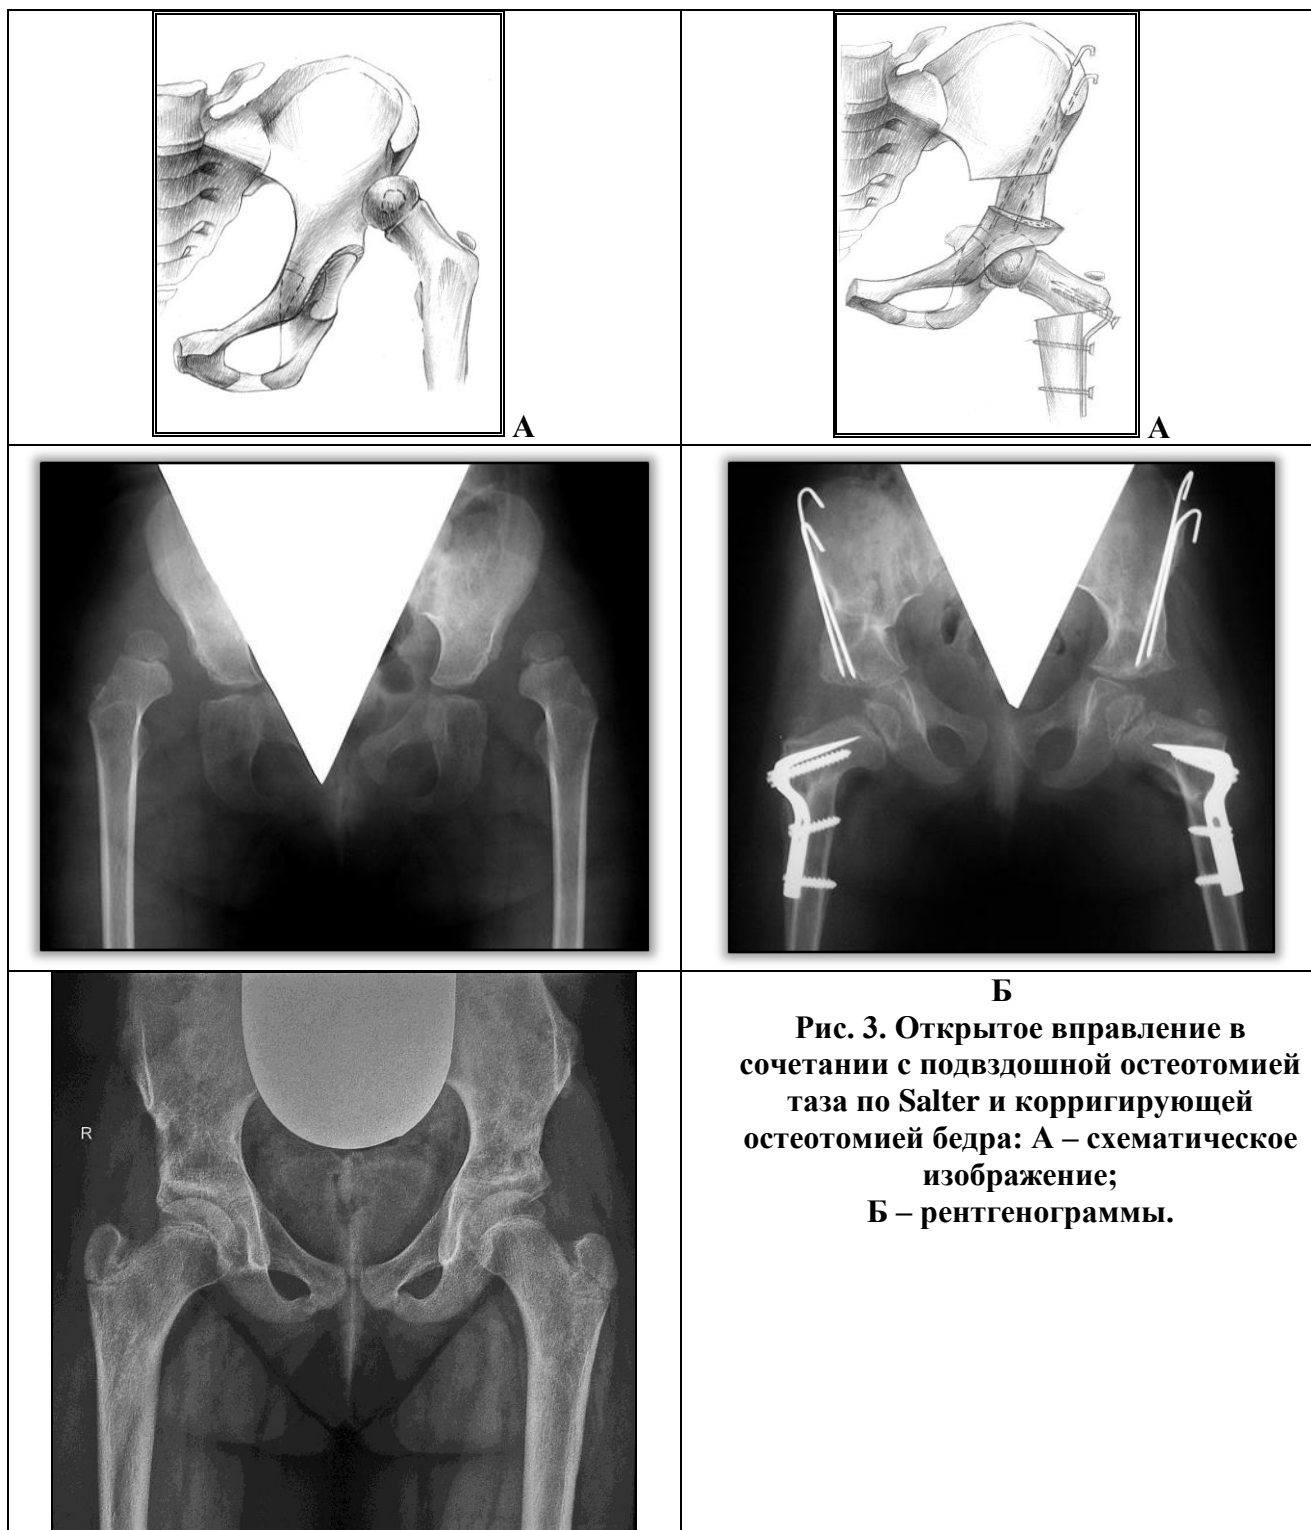 А
А
R
Б
Рис. 3. Открытое вправление в
сочетании с подвздошной остеотомией
таза по Salter и корригирующей
остеотомией бедра: А – схематическое
изображение;
Б – рентгенограммы.